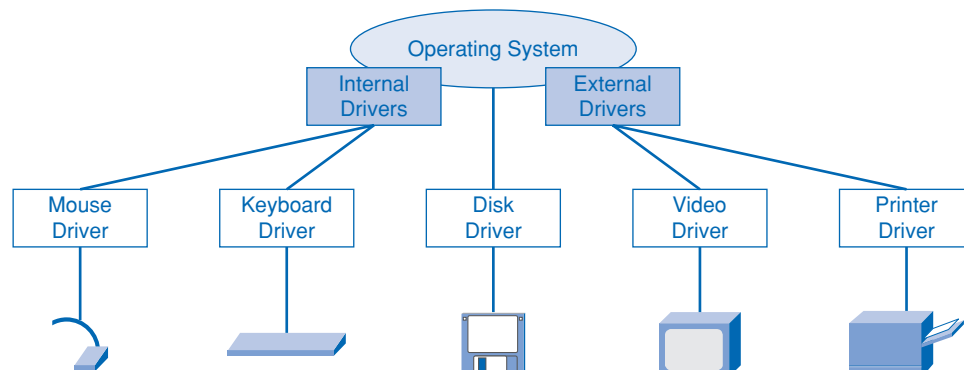 Operating System
Internal
Drivers
External
Drivers
Mouse
Driver
Keyboard
Driver
Disk
Driver
Video
Driver
Printer
Driver